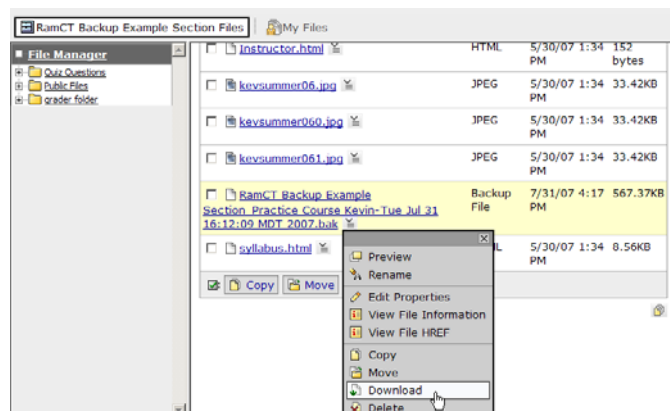 RamCT Backup Example Section Files
My Files
File Manager
Quiz Questions
Public Files
grader folder
Instructor.html HTML 5/30/07 1:34 152
PM bytes
kevsummer06.jpg JPEG 5/30/07 1:34 33.42KB
PM
kevsummer060.jpg JPEG 5/30/07 1:34 33.42KB
PM
kevsummer061.jpg JPEG 5/30/07 1:34 33.42KB
PM
RamCT Backup Example Backup 7/31/07 4:17 567.37KB
Section_Practice Course Kevin-Tue Jul 31 File PM
16:12:09 MDT 2007.bak
syllabus.html 5/30/07 1:34 8.56KB
PM
Copy Move
Preview
Rename
Edit Properties
View File Information
View File HREF
Copy
Move
Download
Delete